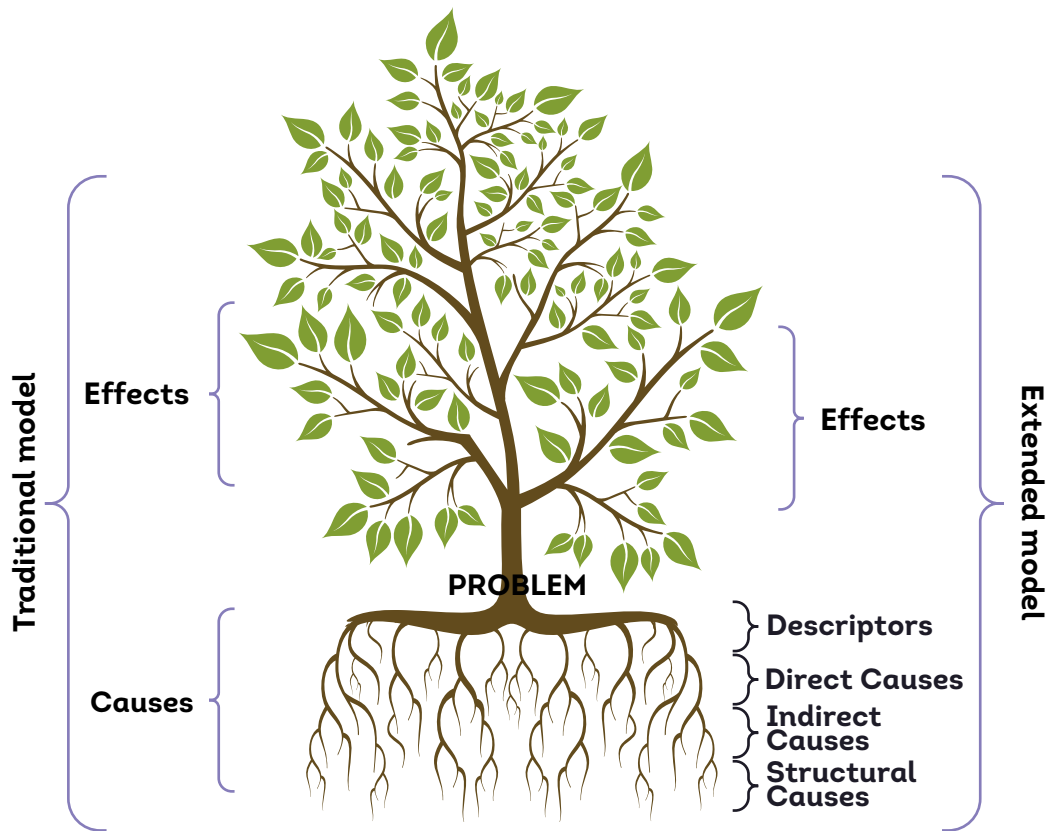 Traditional model
Effects
Causes
PROBLEM
Effects
Descriptors
Direct Causes
Indirect
Causes
Structural
Causes
Extended model